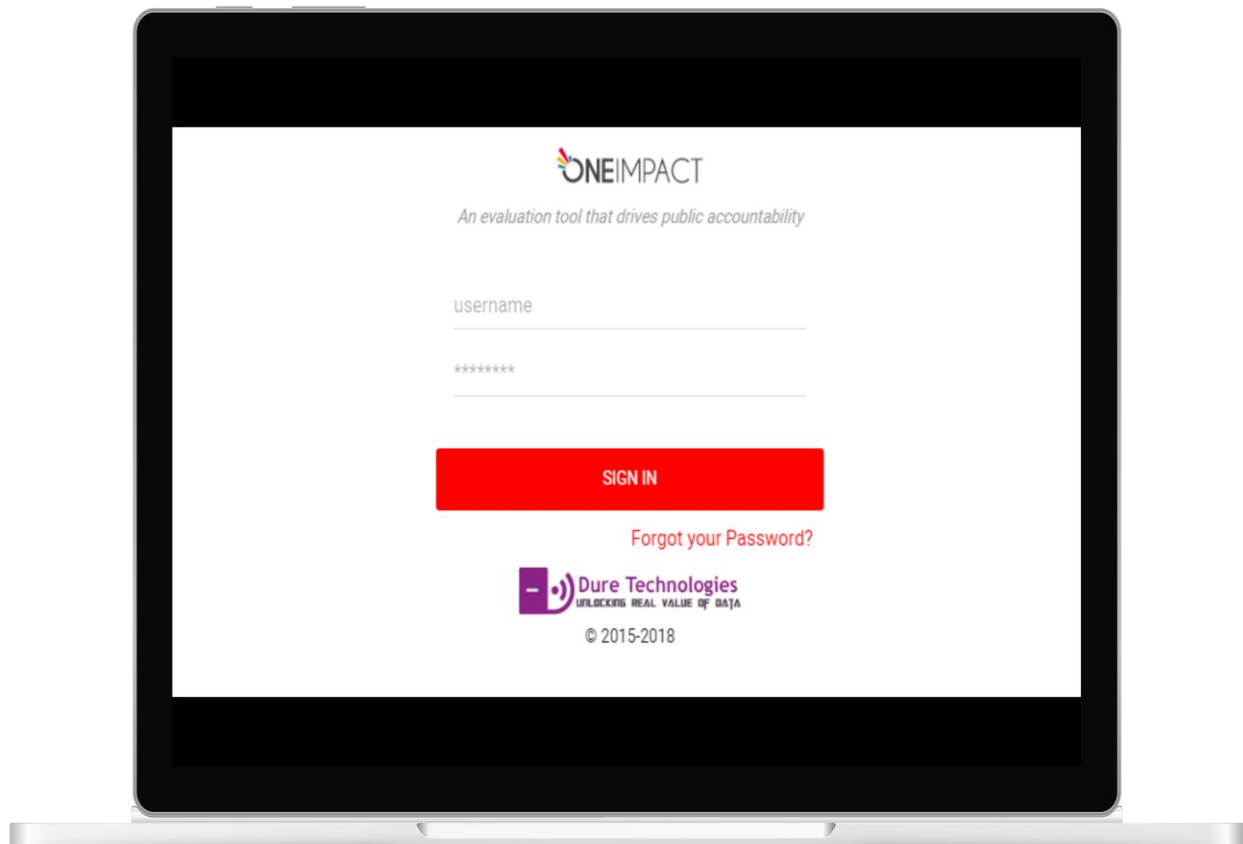 ONEIMPACT
An evaluation tool that drives public accountability
username
********
SIGN IN
Forgot your Password?
Dure Technologies
UNLOCKING REAL VALUE OF DATA
© 2015-2018